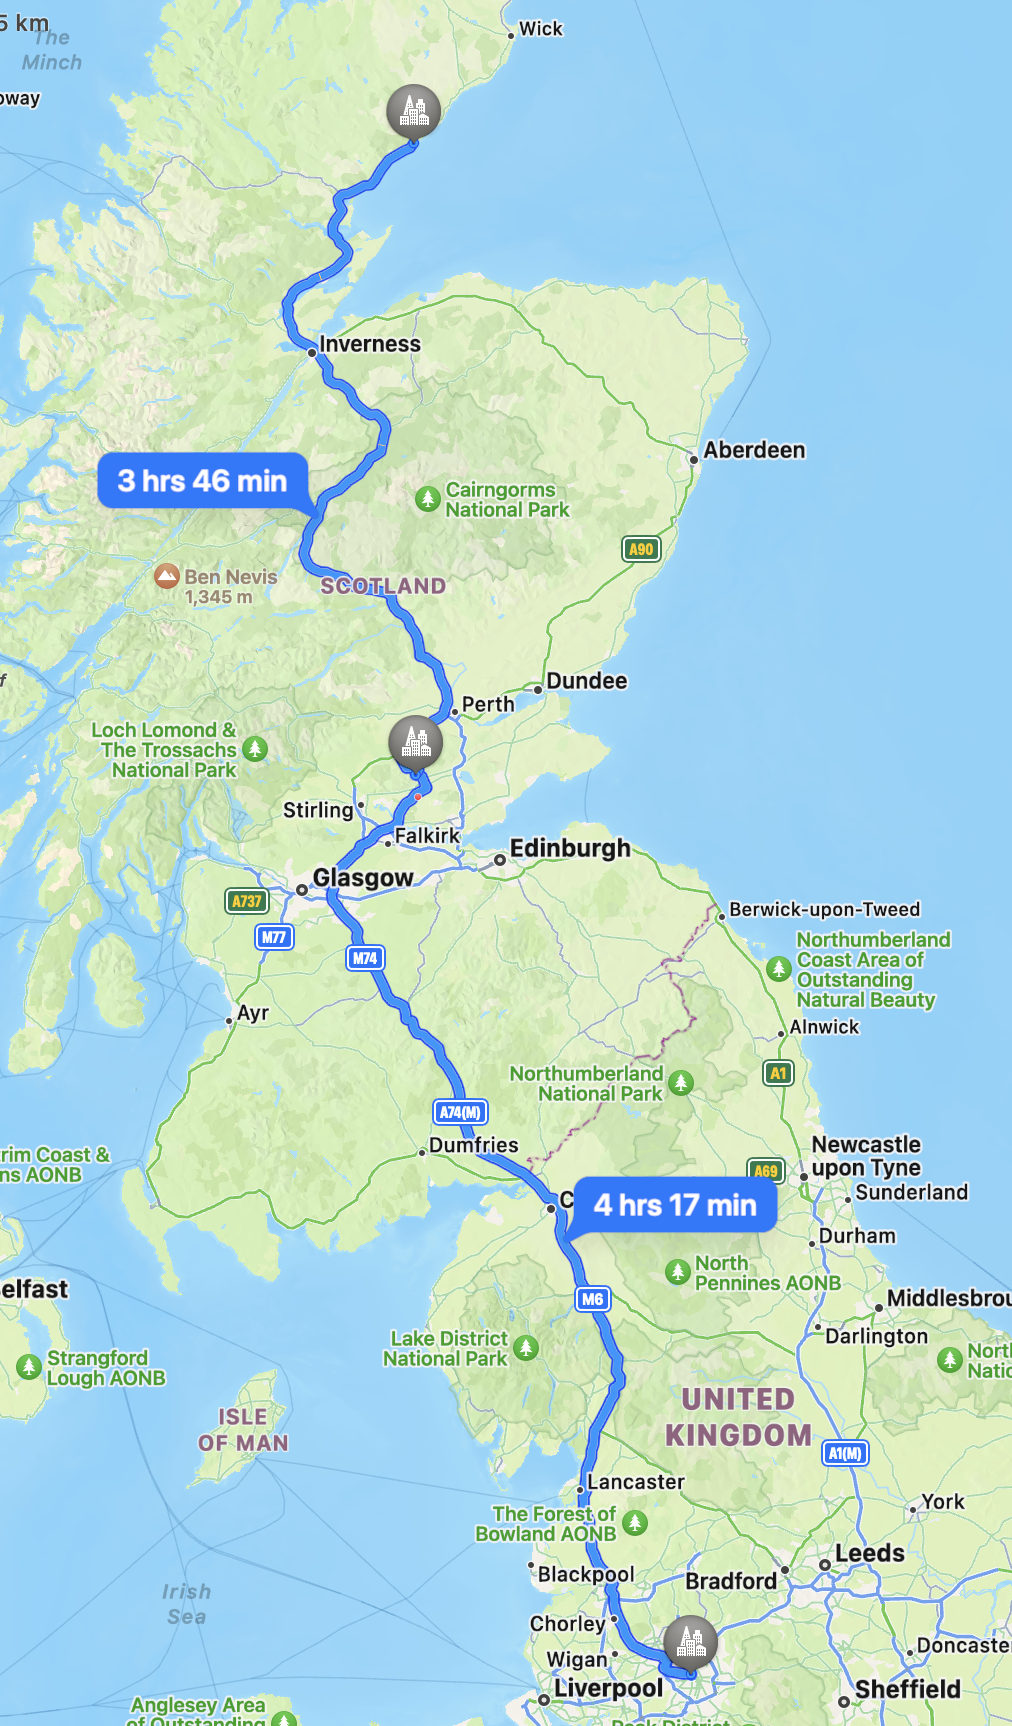 5 km
The
Minch
Wick
oway
Inverness
Aberdeen
3 hrs 46 min
Cairngorms
National Park
A90
Ben Nevis
1,345 m
SCOTLAND
Dundee
Perth
Loch Lomond &
The Trossachs
National Park
Stirling
Falkirk
Edinburgh
Glasgow
A737
M77
M74
Berwick-upon-Tweed
Northumberland
Coast Area of
Outstanding
Natural Beauty
Ayr
Alnwick
Northumberland
National Park
A1
A74(M)
Dumfries
trim Coast &
ns AONB
Newcastle
upon Tyne
A69
Sunderland
C
4 hrs 17 min
Durham
North
Pennines AONB
elfast
M6
Middlesbrou
Darlington
Lake District
National Park
Strangford
Lough AONB
North
Natio
UNITED
KINGDOM
ISLE
OF MAN
A1(M)
Lancaster
York
The Forest of
Bowland AONB
Leeds
Blackpool
Bradford
Irish
Sea
Chorley
Wigan
Doncaste
Liverpool
Sheffield
Anglesey Area
of Outstanding
Peak District